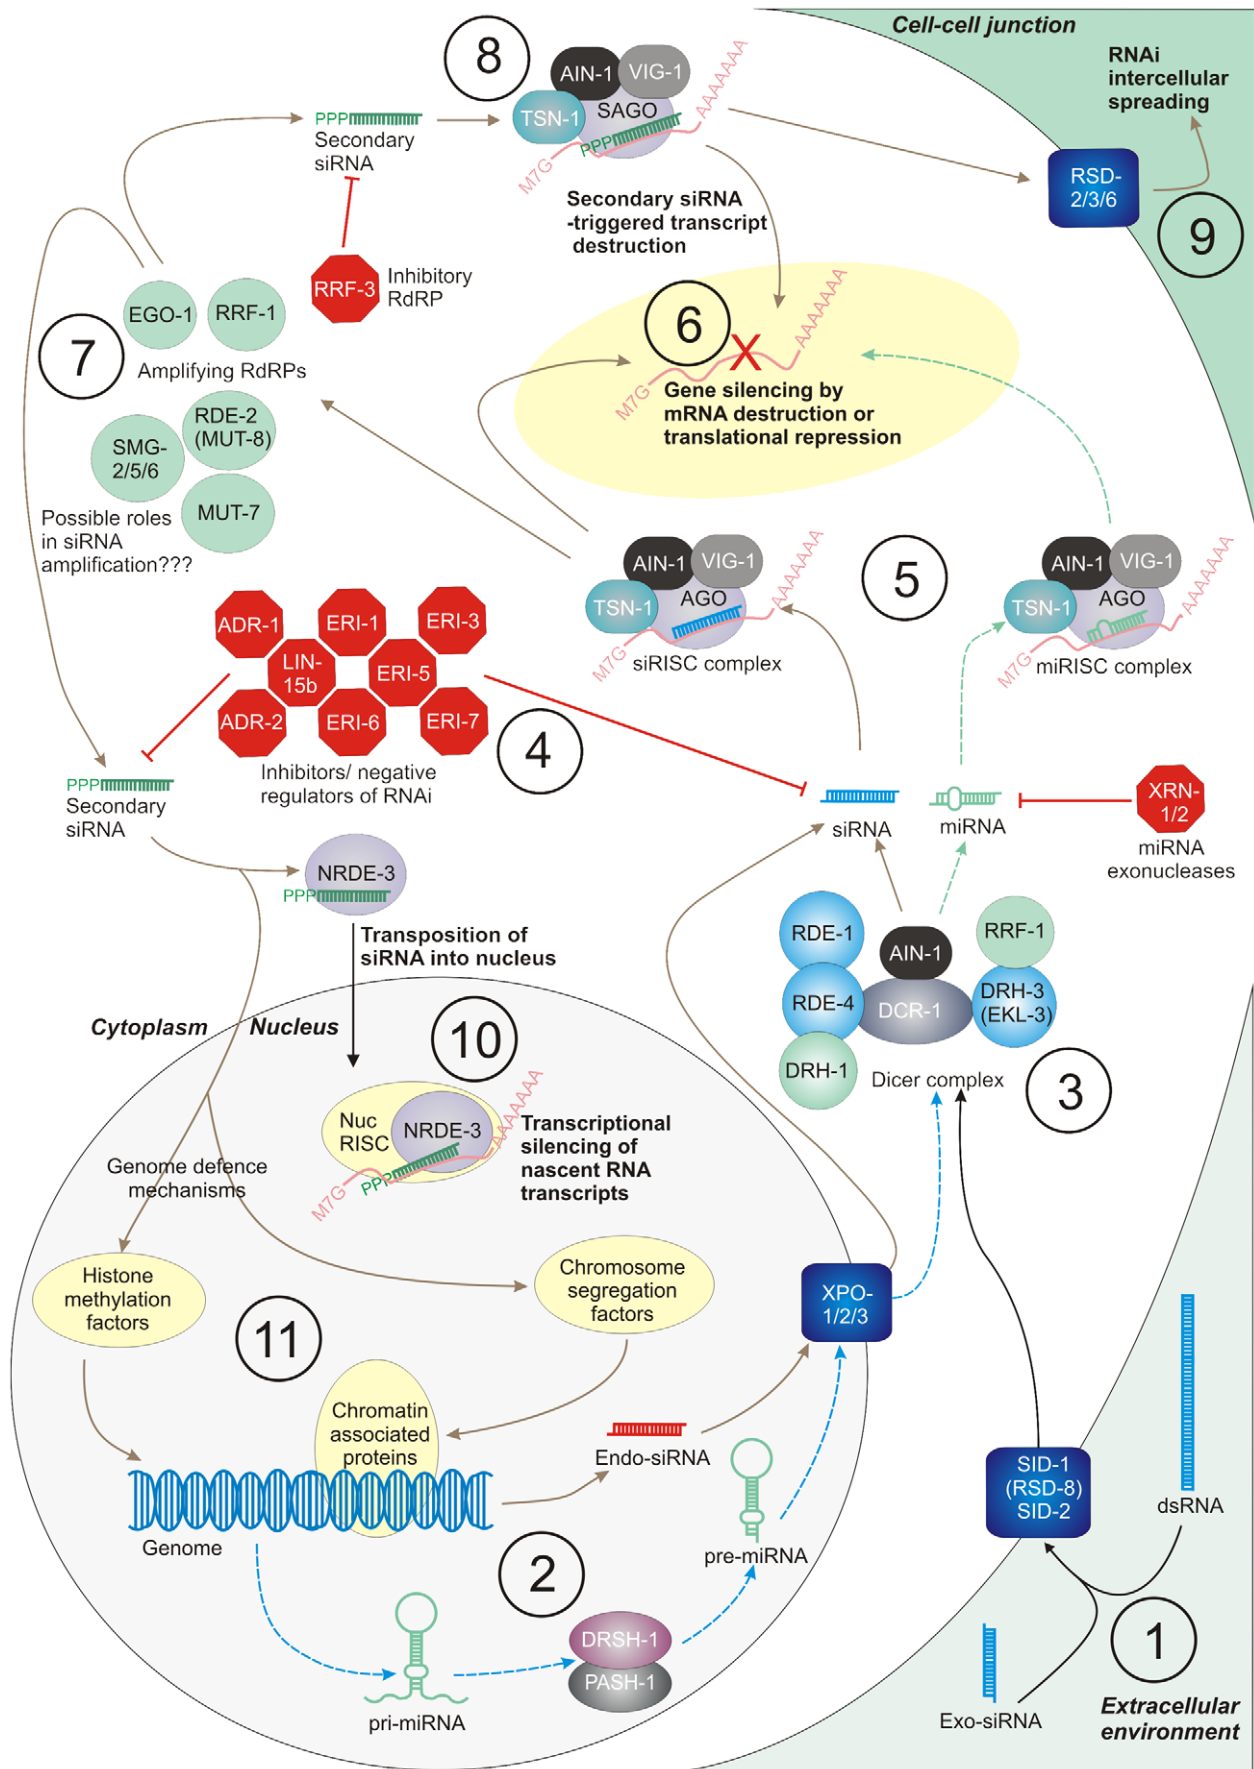 Cell-cell junction
8
AIN-1
VIG-1
TSN-1
SAGO
PPP
M7G
AAAAAAA
RNAi
intercellular
spreading
PPP
Secondary
siRNA
RSD-
2/3/6
9
Secondary siRNA
-triggered transcript
destruction
RRF-3
Inhibitory
RdRP
7
EGO-1
RRF-1
Amplifying RdRPs
RDE-2
(MUT-8)
SMG-
2/5/6
MUT-7
Possible roles
in siRNA
amplification???
6
X
M7G
AAAAAAA
Gene silencing by
mRNA destruction or
translational repression
5
AIN-1
VIG-1
TSN-1
AGO
M7G
AAAAAAA
siRISC complex
AIN-1
VIG-1
TSN-1
AGO
M7G
AAAAAAA
miRISC complex
ADR-1
ERI-1
ERI-3
LIN-
15b
ERI-5
ADR-2
ERI-6
ERI-7
4
Inhibitors/ negative
regulators of RNAi
PPP
Secondary
siRNA
siRNA
miRNA
XRN-
1/2
miRNA
exonucleases
NRDE-3
PPP
Transposition of
siRNA into nucleus
RDE-1
AIN-1
RRF-1
RDE-4
DCR-1
DRH-3
(EKL-3)
DRH-1
Dicer complex
3
Cytoplasm
Nucleus
10
Nuc
RISC
NRDE-3
PPP
M7G
AAAAAAA
Transcriptional
silencing of
nascent RNA
transcripts
Genome defence
mechanisms
Histone
methylation
factors
Chromosome
segregation
factors
11
XPO-
1/2/3
Chromatin
associated
proteins
Endo-siRNA
Genome
2
pre-miRNA
pri-miRNA
DRSH-1
PASH-1
SID-1
(RSD-8)
SID-2
dsRNA
1
Exo-siRNA
Extracellular
environment